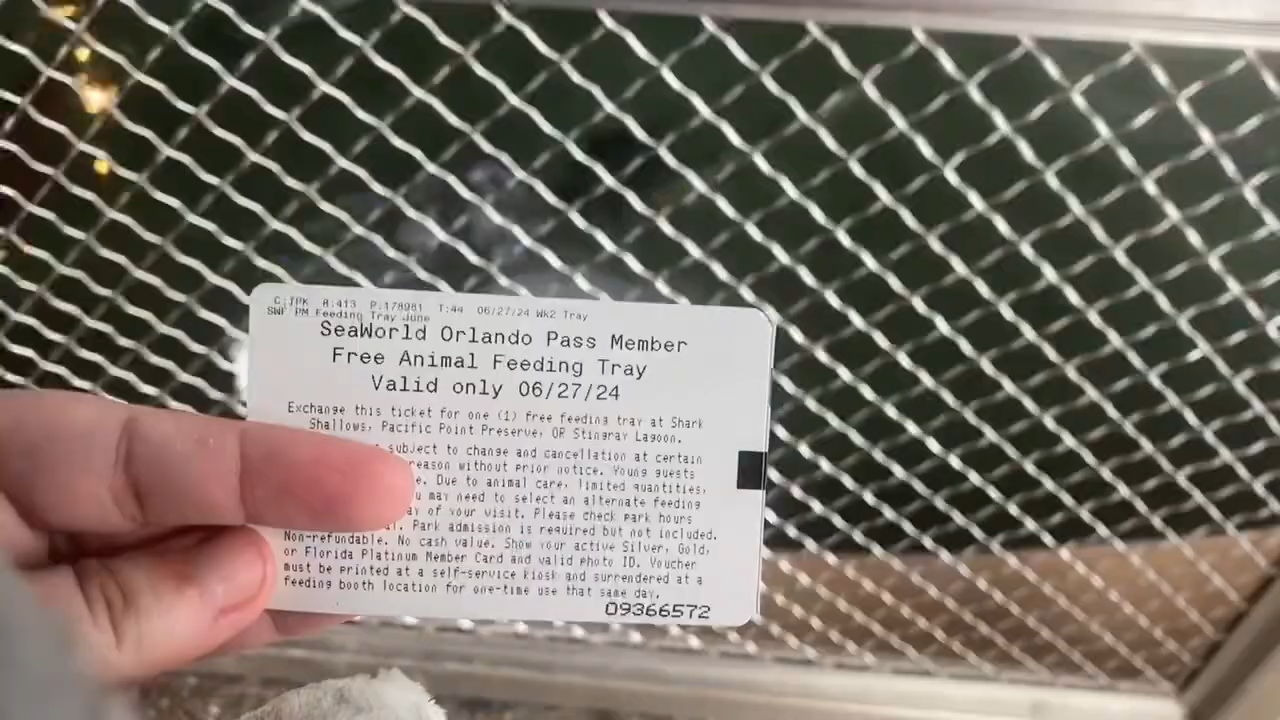 C:TPK A:413 P:178981 T:44 06/27/24 Wk2 Tray
SWF PM Feeding Tray June
SeaWorld Orlando Pass Member
Free Animal Feeding Tray
Valid only 06/27/24
Exchange this ticket for one (1) free feeding tray at Shark
Shallows, Pacific Point Preserve, OR Stingray Lagoon.
subject to change and cancellation at certain
reason without prior notice. Young guests
Due to animal care, limited quantities,
may need to select an alternate feeding
of your visit. Please check park hours
Park admission is required but not included.
Non-refundable. No cash value. Show your active Silver, Gold,
or Florida Platinum Member Card and valid photo ID. Voucher
must be printed at a self-service kiosk and surrendered at a
feeding booth location for one-time use that same day.
09366572